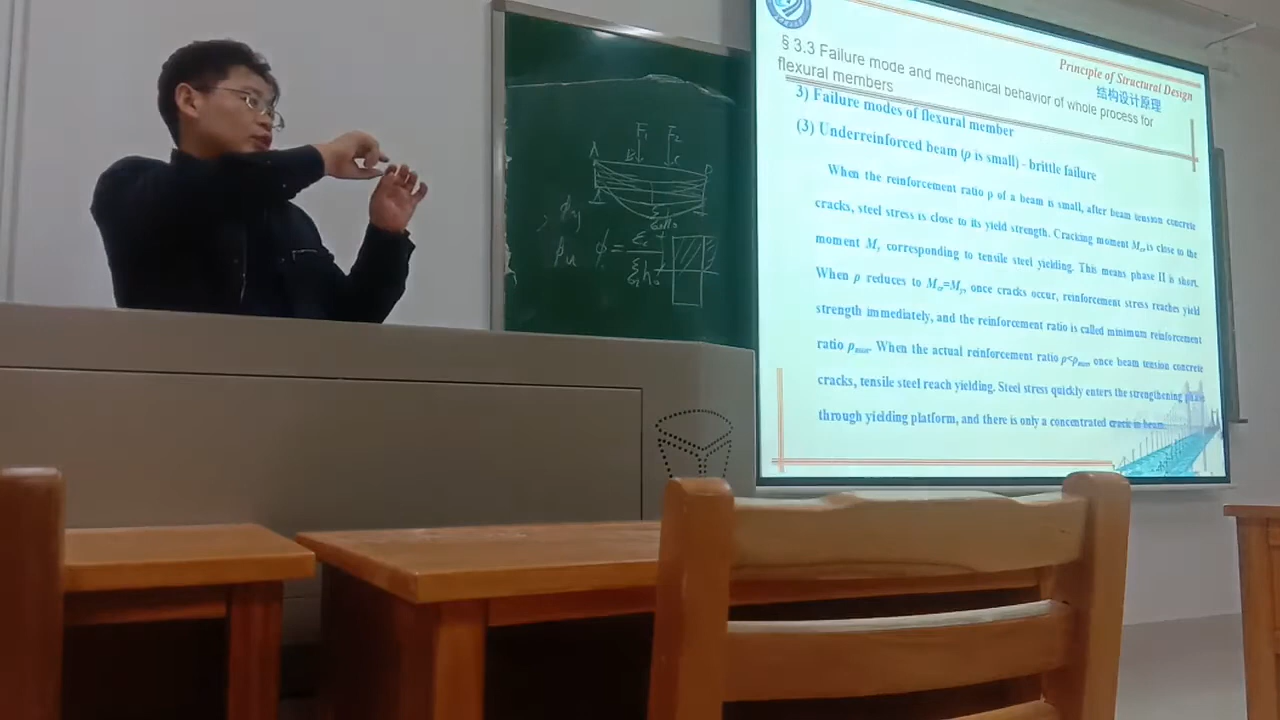 § 3.3 Failure mode and mechanical behavior of whole process for
flexural members
Principle of Structural Design
结构设计原理
3) Failure modes of flexural member
(3) Underreinforced beam (ρ is small) - brittle failure
When the reinforcement ratio ρ of a beam is small, after beam tension concrete
cracks, steel stress is close to its yield strength. Cracking moment Mcr is close to the
moment My corresponding to tensile steel yielding. This means phase II is short.
When ρ reduces to Mcr=My, once cracks occur, reinforcement stress reaches yield
strength immediately, and the reinforcement ratio is called minimum reinforcement
ratio ρmin. When the actual reinforcement ratio ρ<ρmin, once beam tension concrete
cracks, tensile steel reach yielding. Steel stress quickly enters the strengthening phase
through yielding platform, and there is only a concentrated crack in beam.
F1 F2
A B C D
ϕy
ϕ =